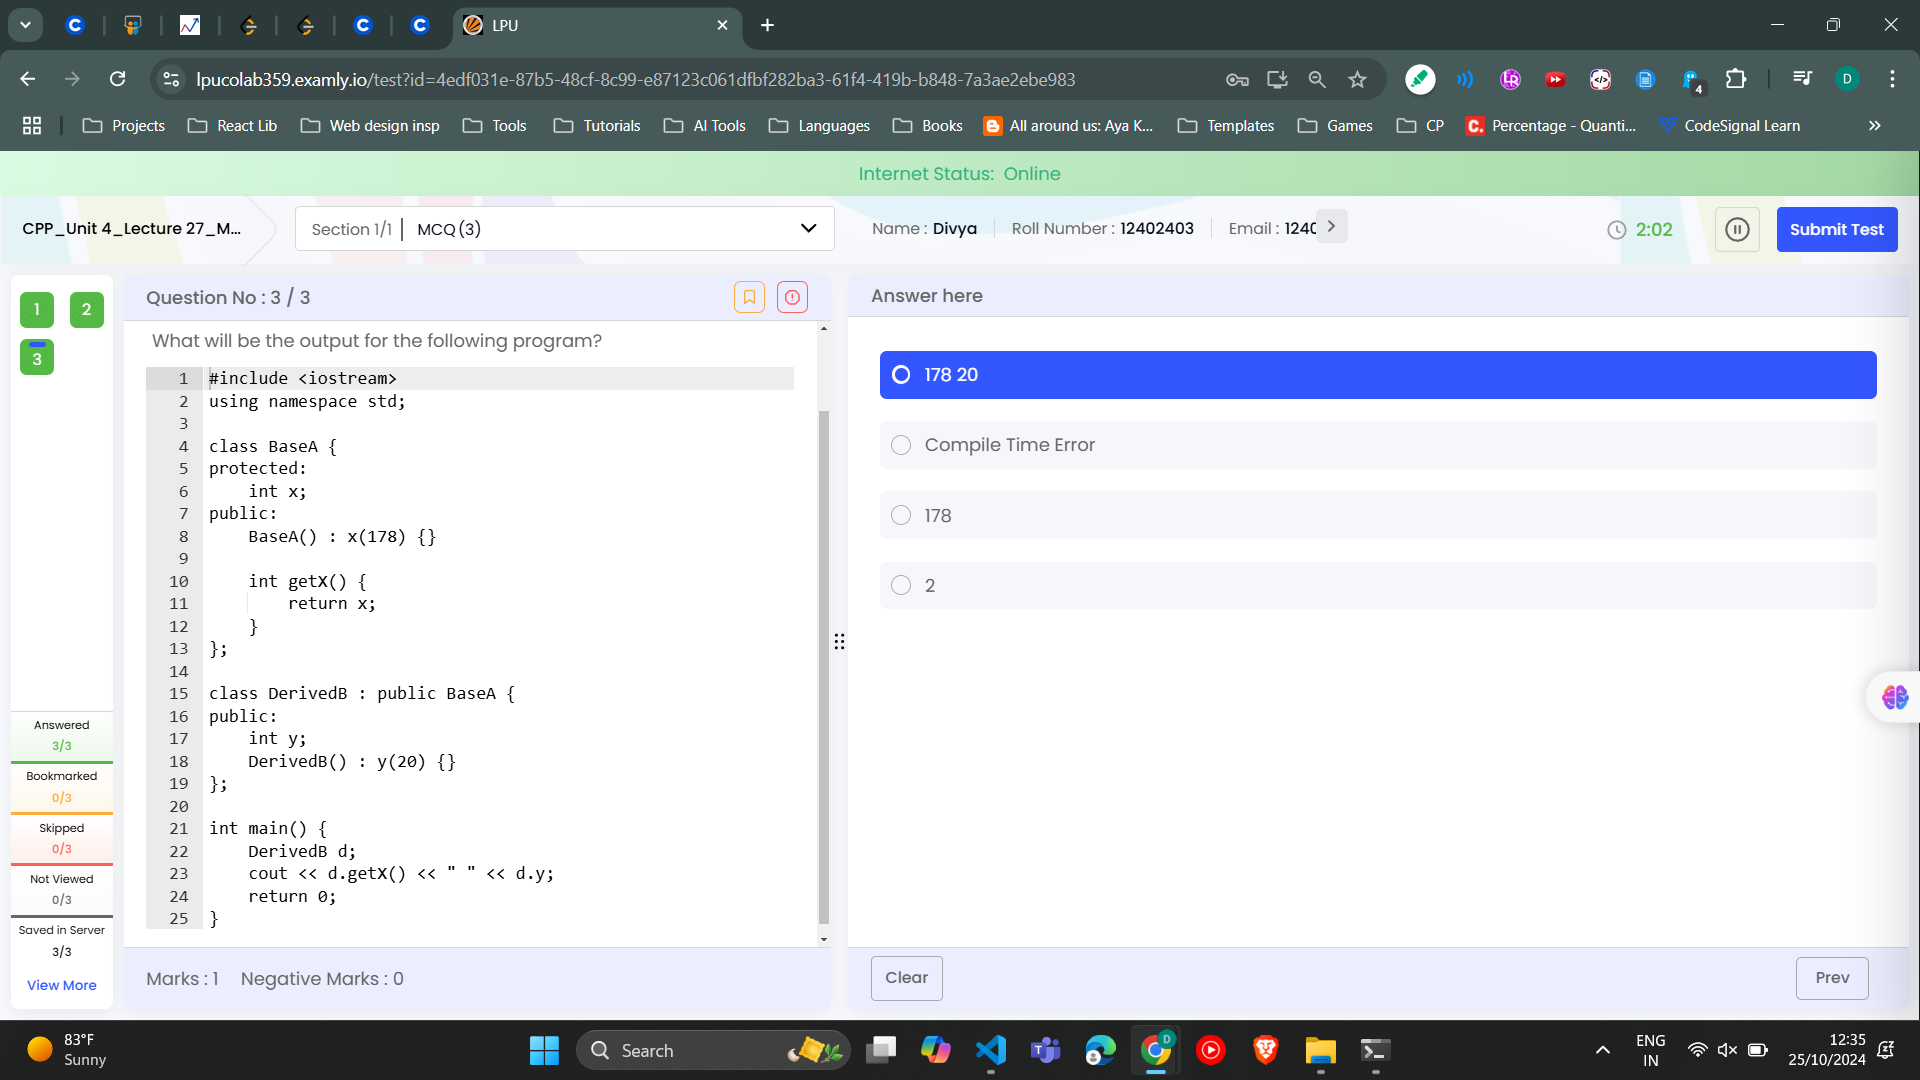 LPU
lpucolab359.examly.io/test?id=4edf031e-87b5-48cf-8c99-e87123c061dfbf282ba3-61f4-419b-b848-7a3ae2ebe983
4
D
Projects
React Lib
Web design insp
Tools
Tutorials
AI Tools
Languages
Books
All around us: Aya K...
Templates
Games
CP
Percentage - Quanti...
CodeSignal Learn
Internet Status: Online
CPP_Unit 4_Lecture 27_M...
Section 1/1 | MCQ (3)
Name : Divya
Roll Number : 12402403
Email : 1240
2:02
Submit Test
1
2
3
Question No : 3 / 3
What will be the output for the following program?
1 #include <iostream>
2 using namespace std;
3
4 class BaseA {
5 protected:
6     int x;
7 public:
8     BaseA() : x(178) {}
9
10     int getX() {
11         return x;
12     }
13 };
14
15 class DerivedB : public BaseA {
16 public:
17     int y;
18     DerivedB() : y(20) {}
19 };
20
21 int main() {
22     DerivedB d;
23     cout << d.getX() << " " << d.y;
24     return 0;
25 }
Marks : 1 Negative Marks : 0
Answered
3/3
Bookmarked
0/3
Skipped
0/3
Not Viewed
0/3
Saved in Server
3/3
View More
Answer here
178 20
Compile Time Error
178
2
Clear
Prev
83°F
Sunny
Search
D
ENG
IN
12:35
25/10/2024